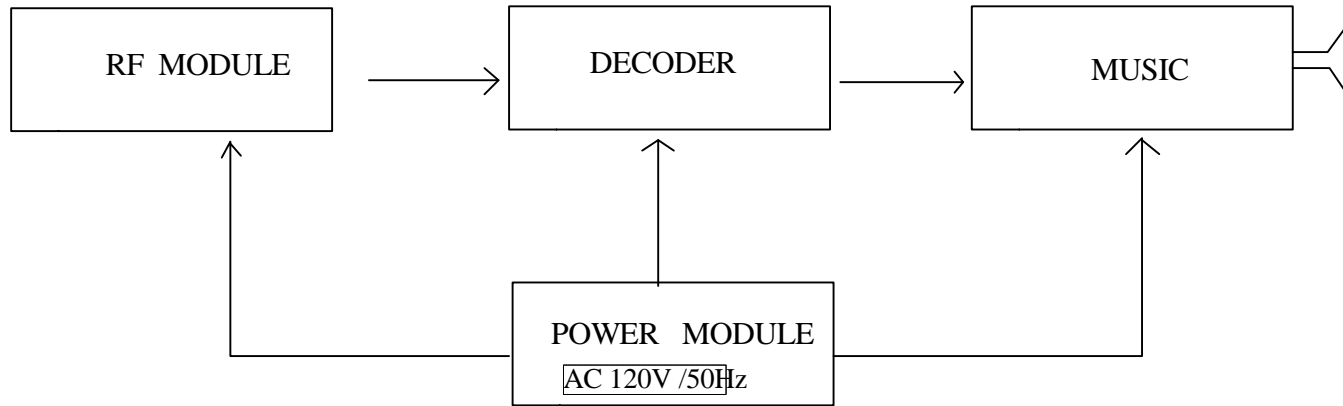 RF MODULE
DECODER
MUSIC
POWER MODULE
AC 120V /50Hz